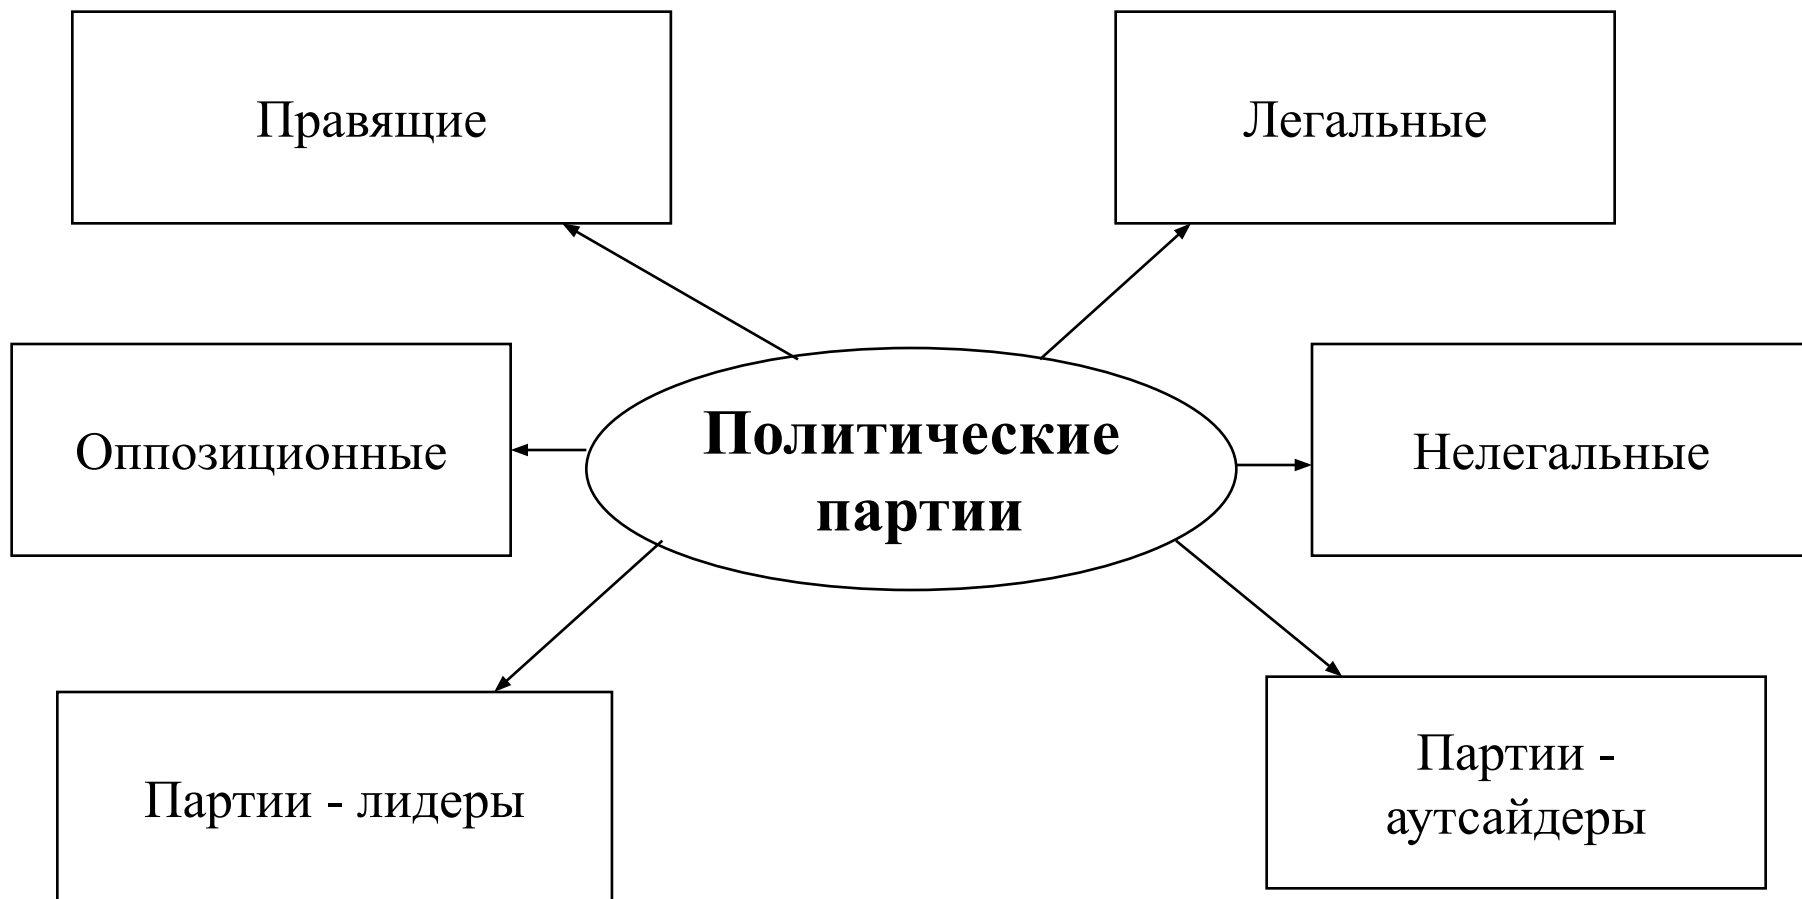 Правящие
Легальные
Оппозиционные
Политические
партии
Нелегальные
Партии - лидеры
Партии -
аутсайдеры